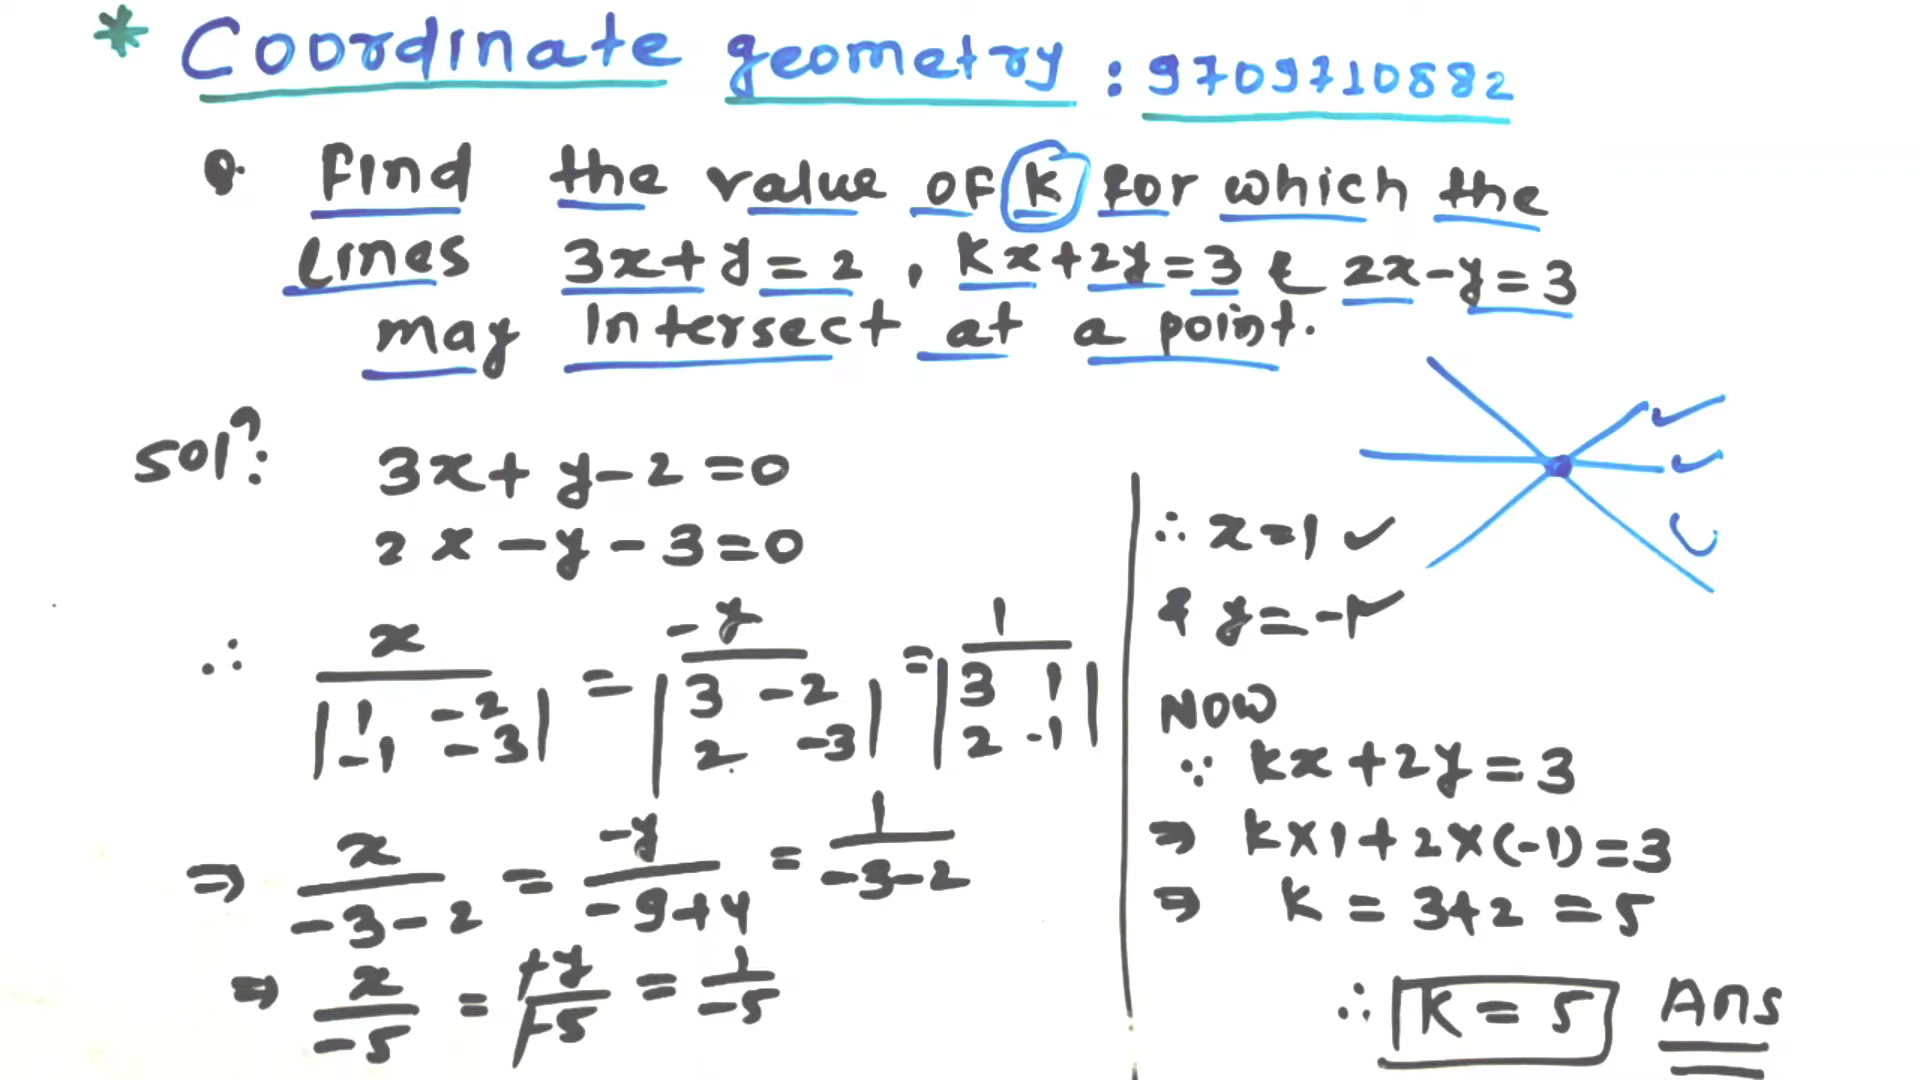 * Coordinate geometry : 9709710882
Q. Find the value of k for which the
lines 3x+y=2, kx+2y=3 & 2x-y=3
may intersect at a point.
Soln:
3x+y-2=0
2x-y-3=0
∴ x/|1 -2; -1 -3| = -y/|3 -2; 2 -3| = 1/|3 1; 2 -1|
⇒ x/(-3-2) = -y/(-9+4) = 1/(-3-2)
⇒ x/-5 = +y/+5 = 1/-5
∴ x=1 ✓
& y=-1 ✓
NOW
∵ kx+2y=3
⇒ k×1+2×(-1)=3
⇒ k = 3+2 = 5
∴ k = 5 Ans